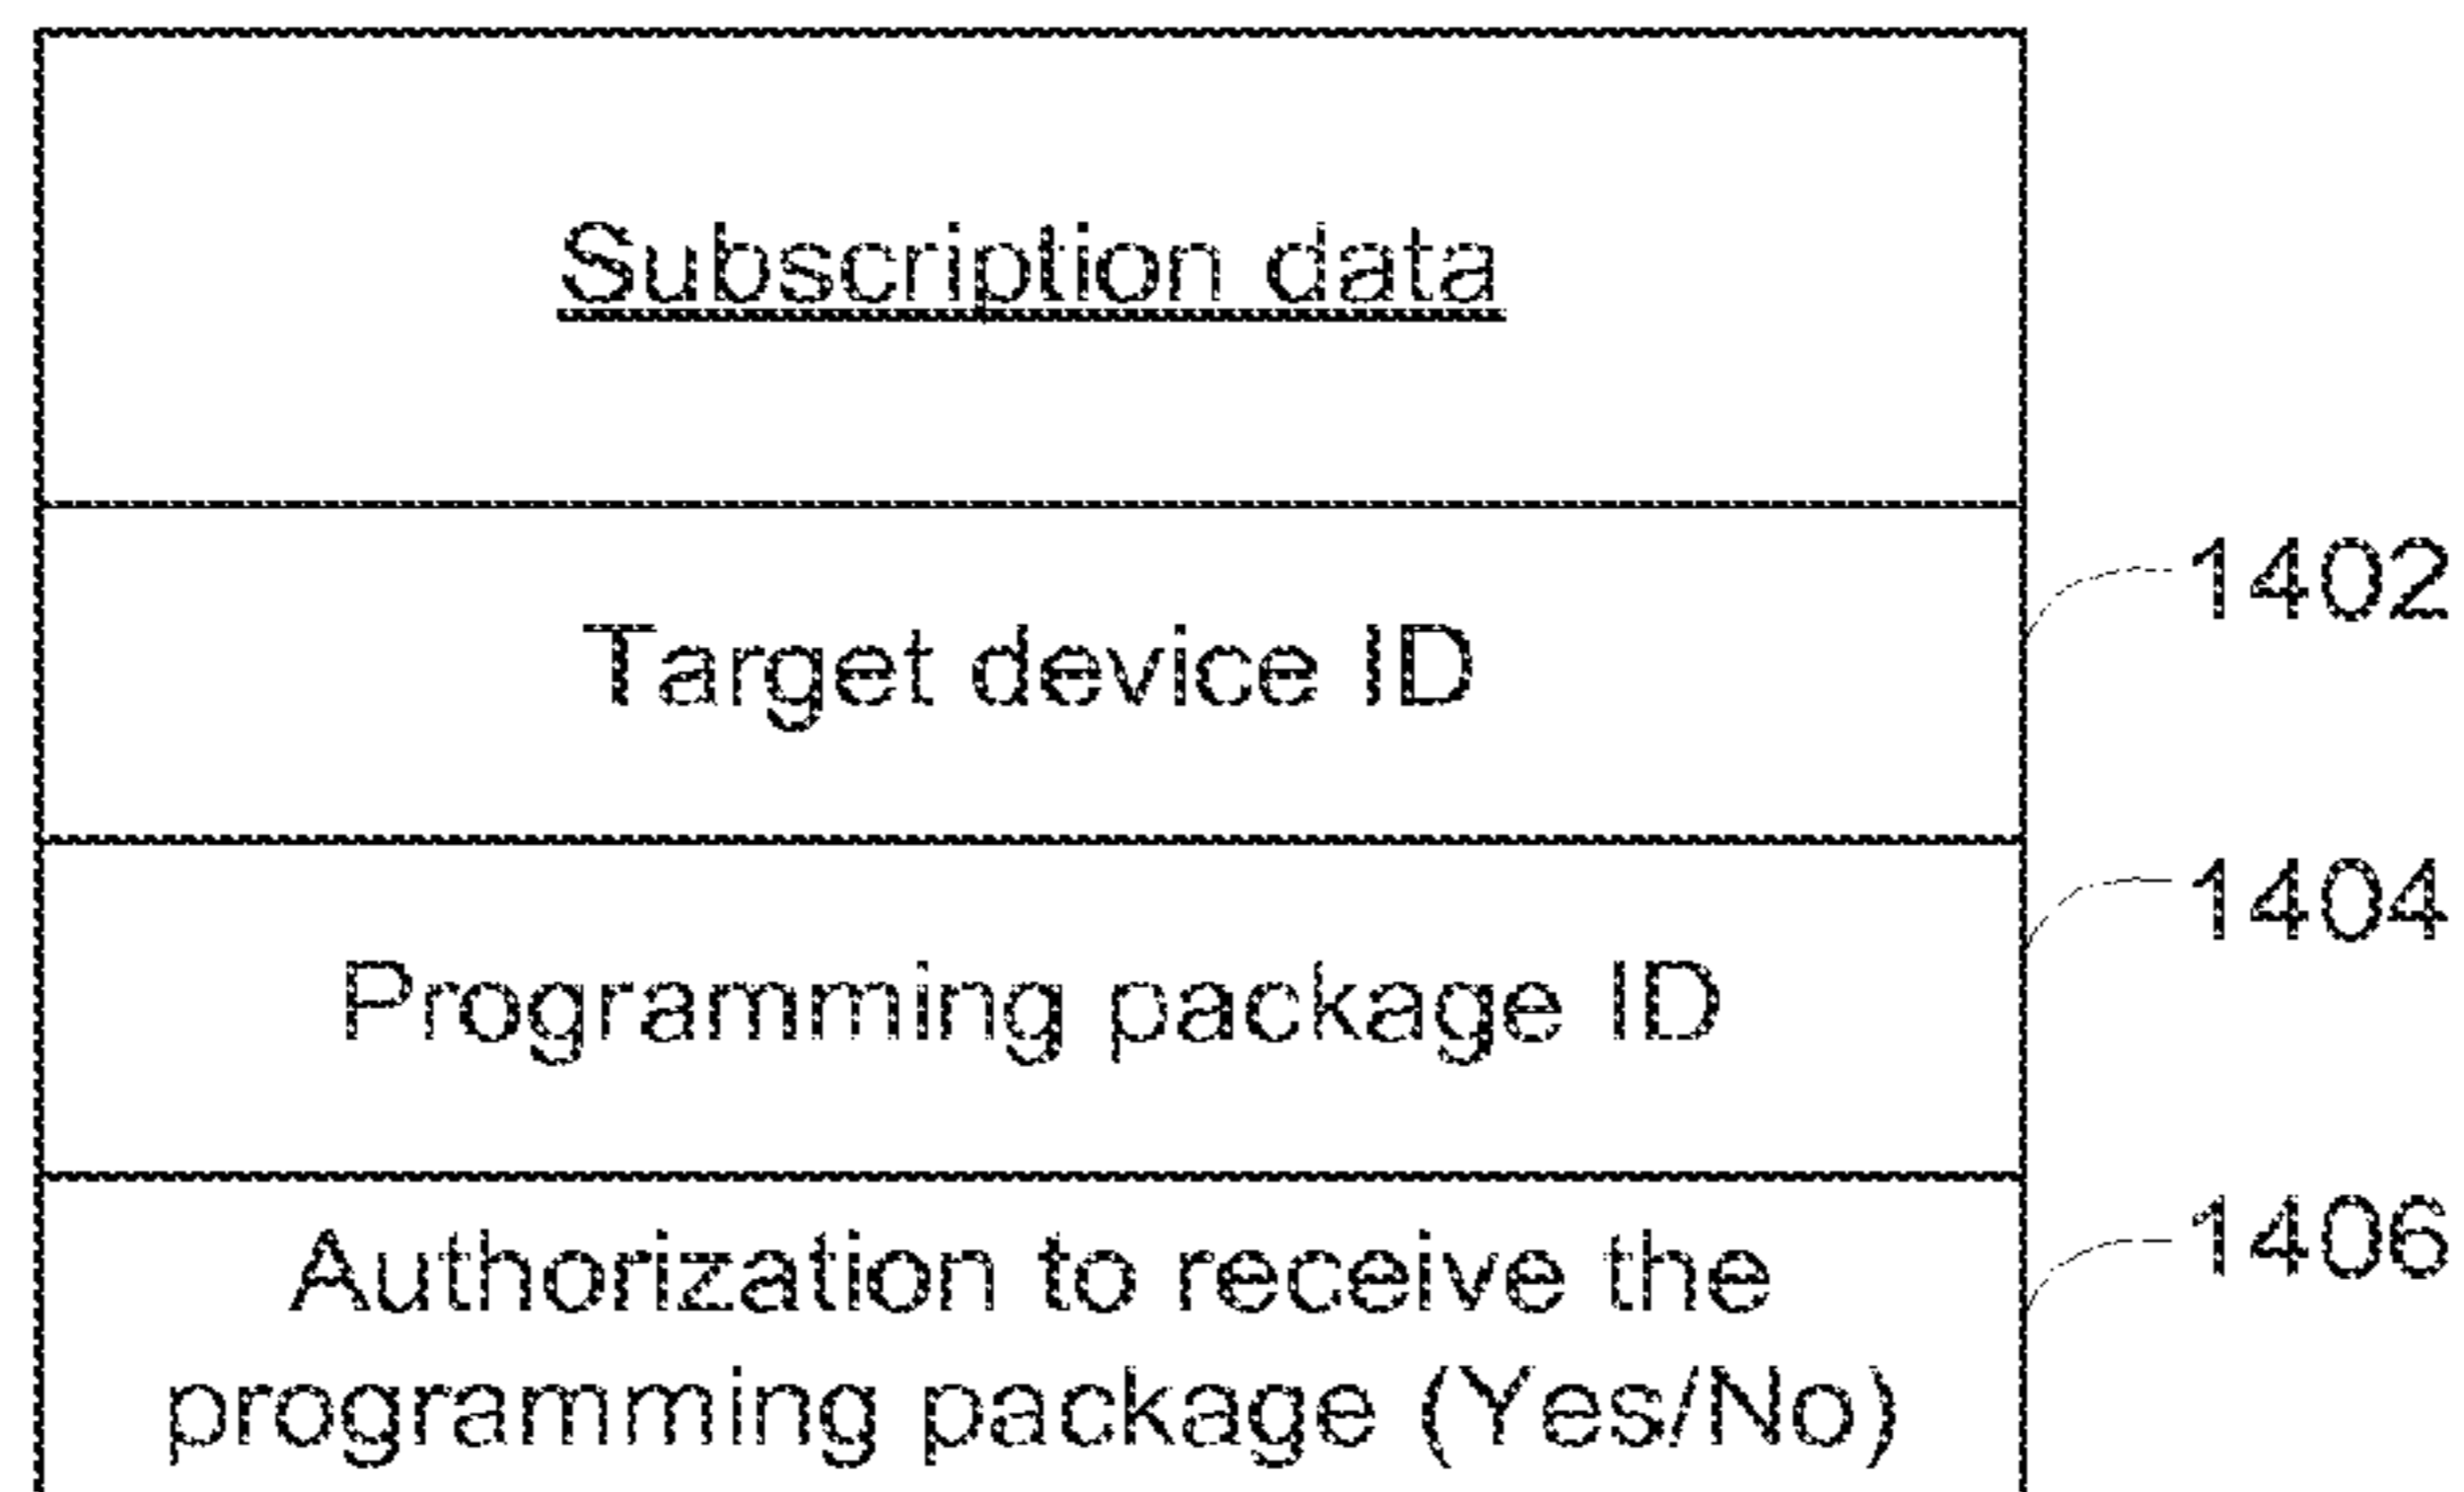 Subscription data
1402
Target device ID
1404
Programming package ID
1406
Authorization to receive the
programming package (Yes/No)